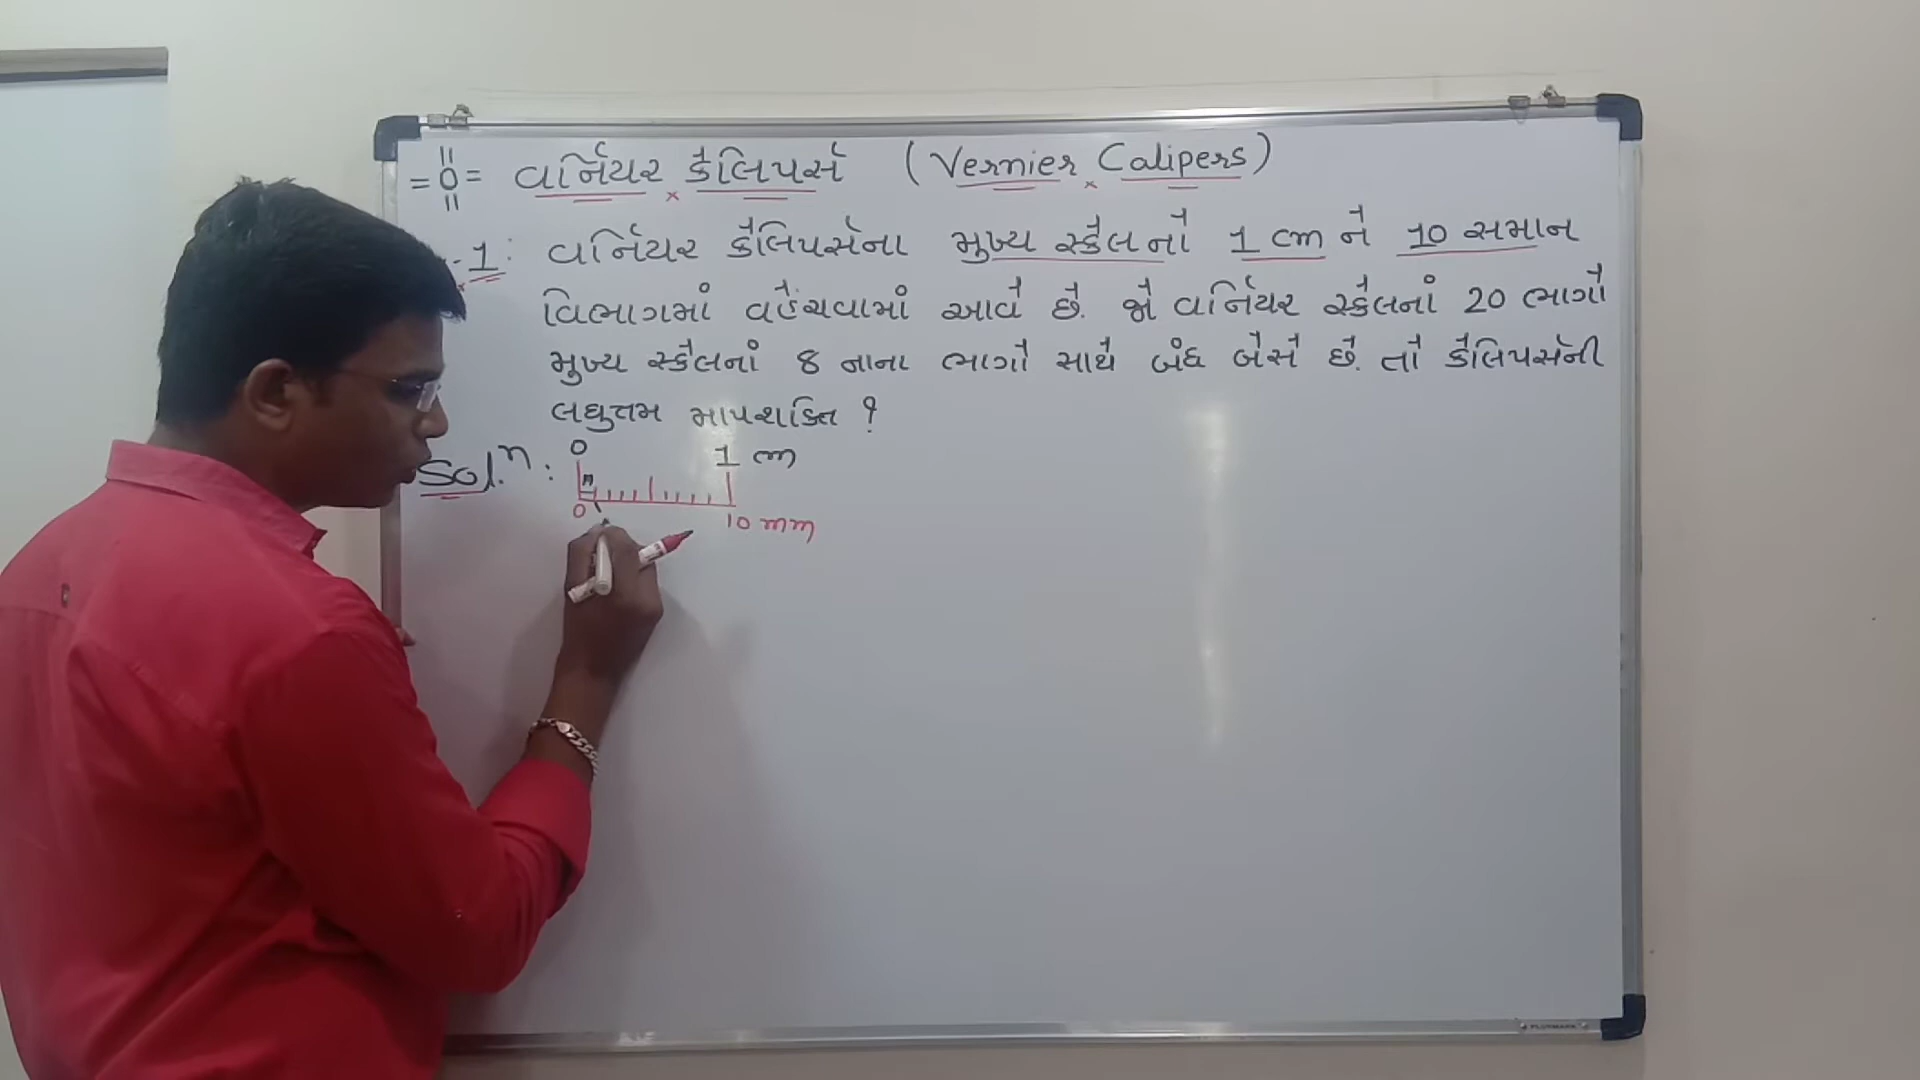 વર્નિયર કેલિપર્સ (Vernier Calipers)
-1: વર્નિયર કેલિપર્સના મુખ્ય સ્કેલનાં 1 cm ને 10 સમાન
વિભાગમાં વહેંચવામાં આવે છે. જો વર્નિયર સ્કેલનાં 20 ભાગો
મુખ્ય સ્કેલનાં 8 નાના ભાગો સાથે બંધ બેસે છે. તો કેલિપર્સની
લઘુત્તમ માપશક્તિ ?
Sol.n :
0 1 cm
0 10 mm